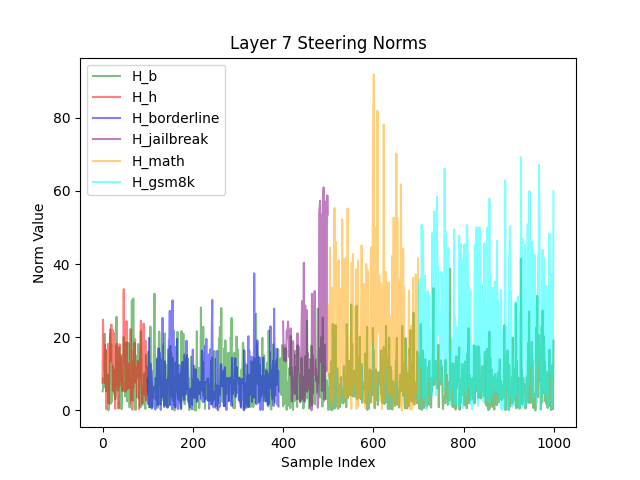 Layer 7 Steering Norms
H_b
H_h
H_borderline
H_jailbreak
H_math
H_gsm8k
Norm Value
80
60
40
20
0
0
200
400
600
800
1000
Sample Index